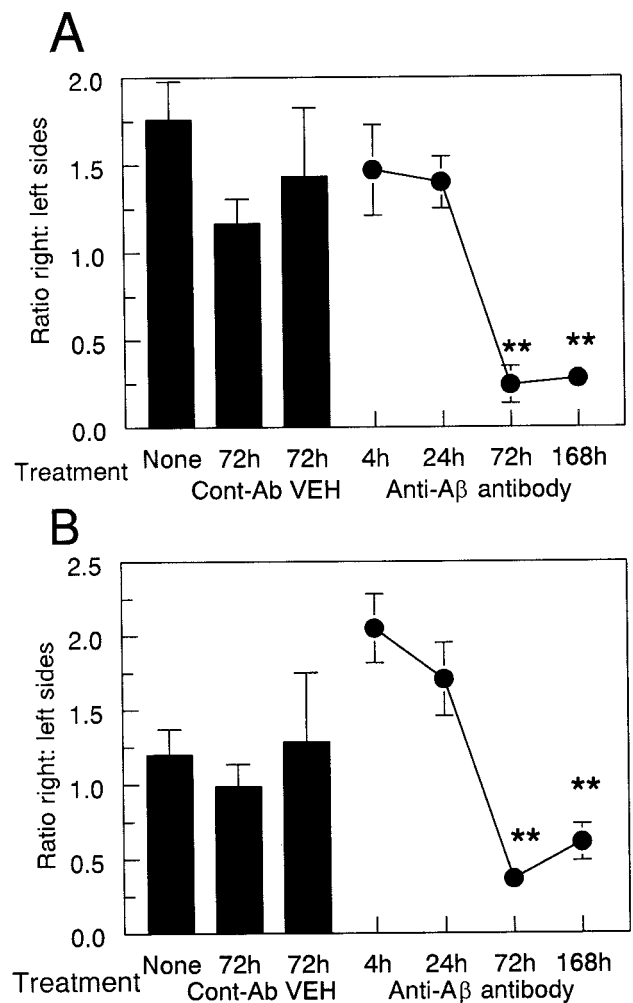 A
Ratio right: left sides
2.0
1.5
1.0
0.5
0.0
** **
Treatment None 72h 72h 4h 24h 72h 168h
Cont-Ab VEH Anti-Aβ antibody
B
Ratio right: left sides
2.5
2.0
1.5
1.0
0.5
0.0
**
**
Treatment None 72h 72h 4h 24h 72h 168h
Cont-Ab VEH Anti-Aβ antibody